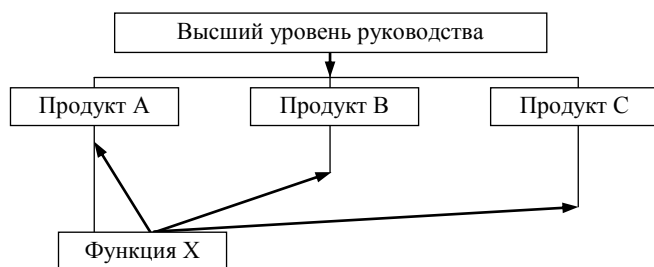 Высший уровень руководства
Продукт A
Продукт B
Продукт C
Функция X